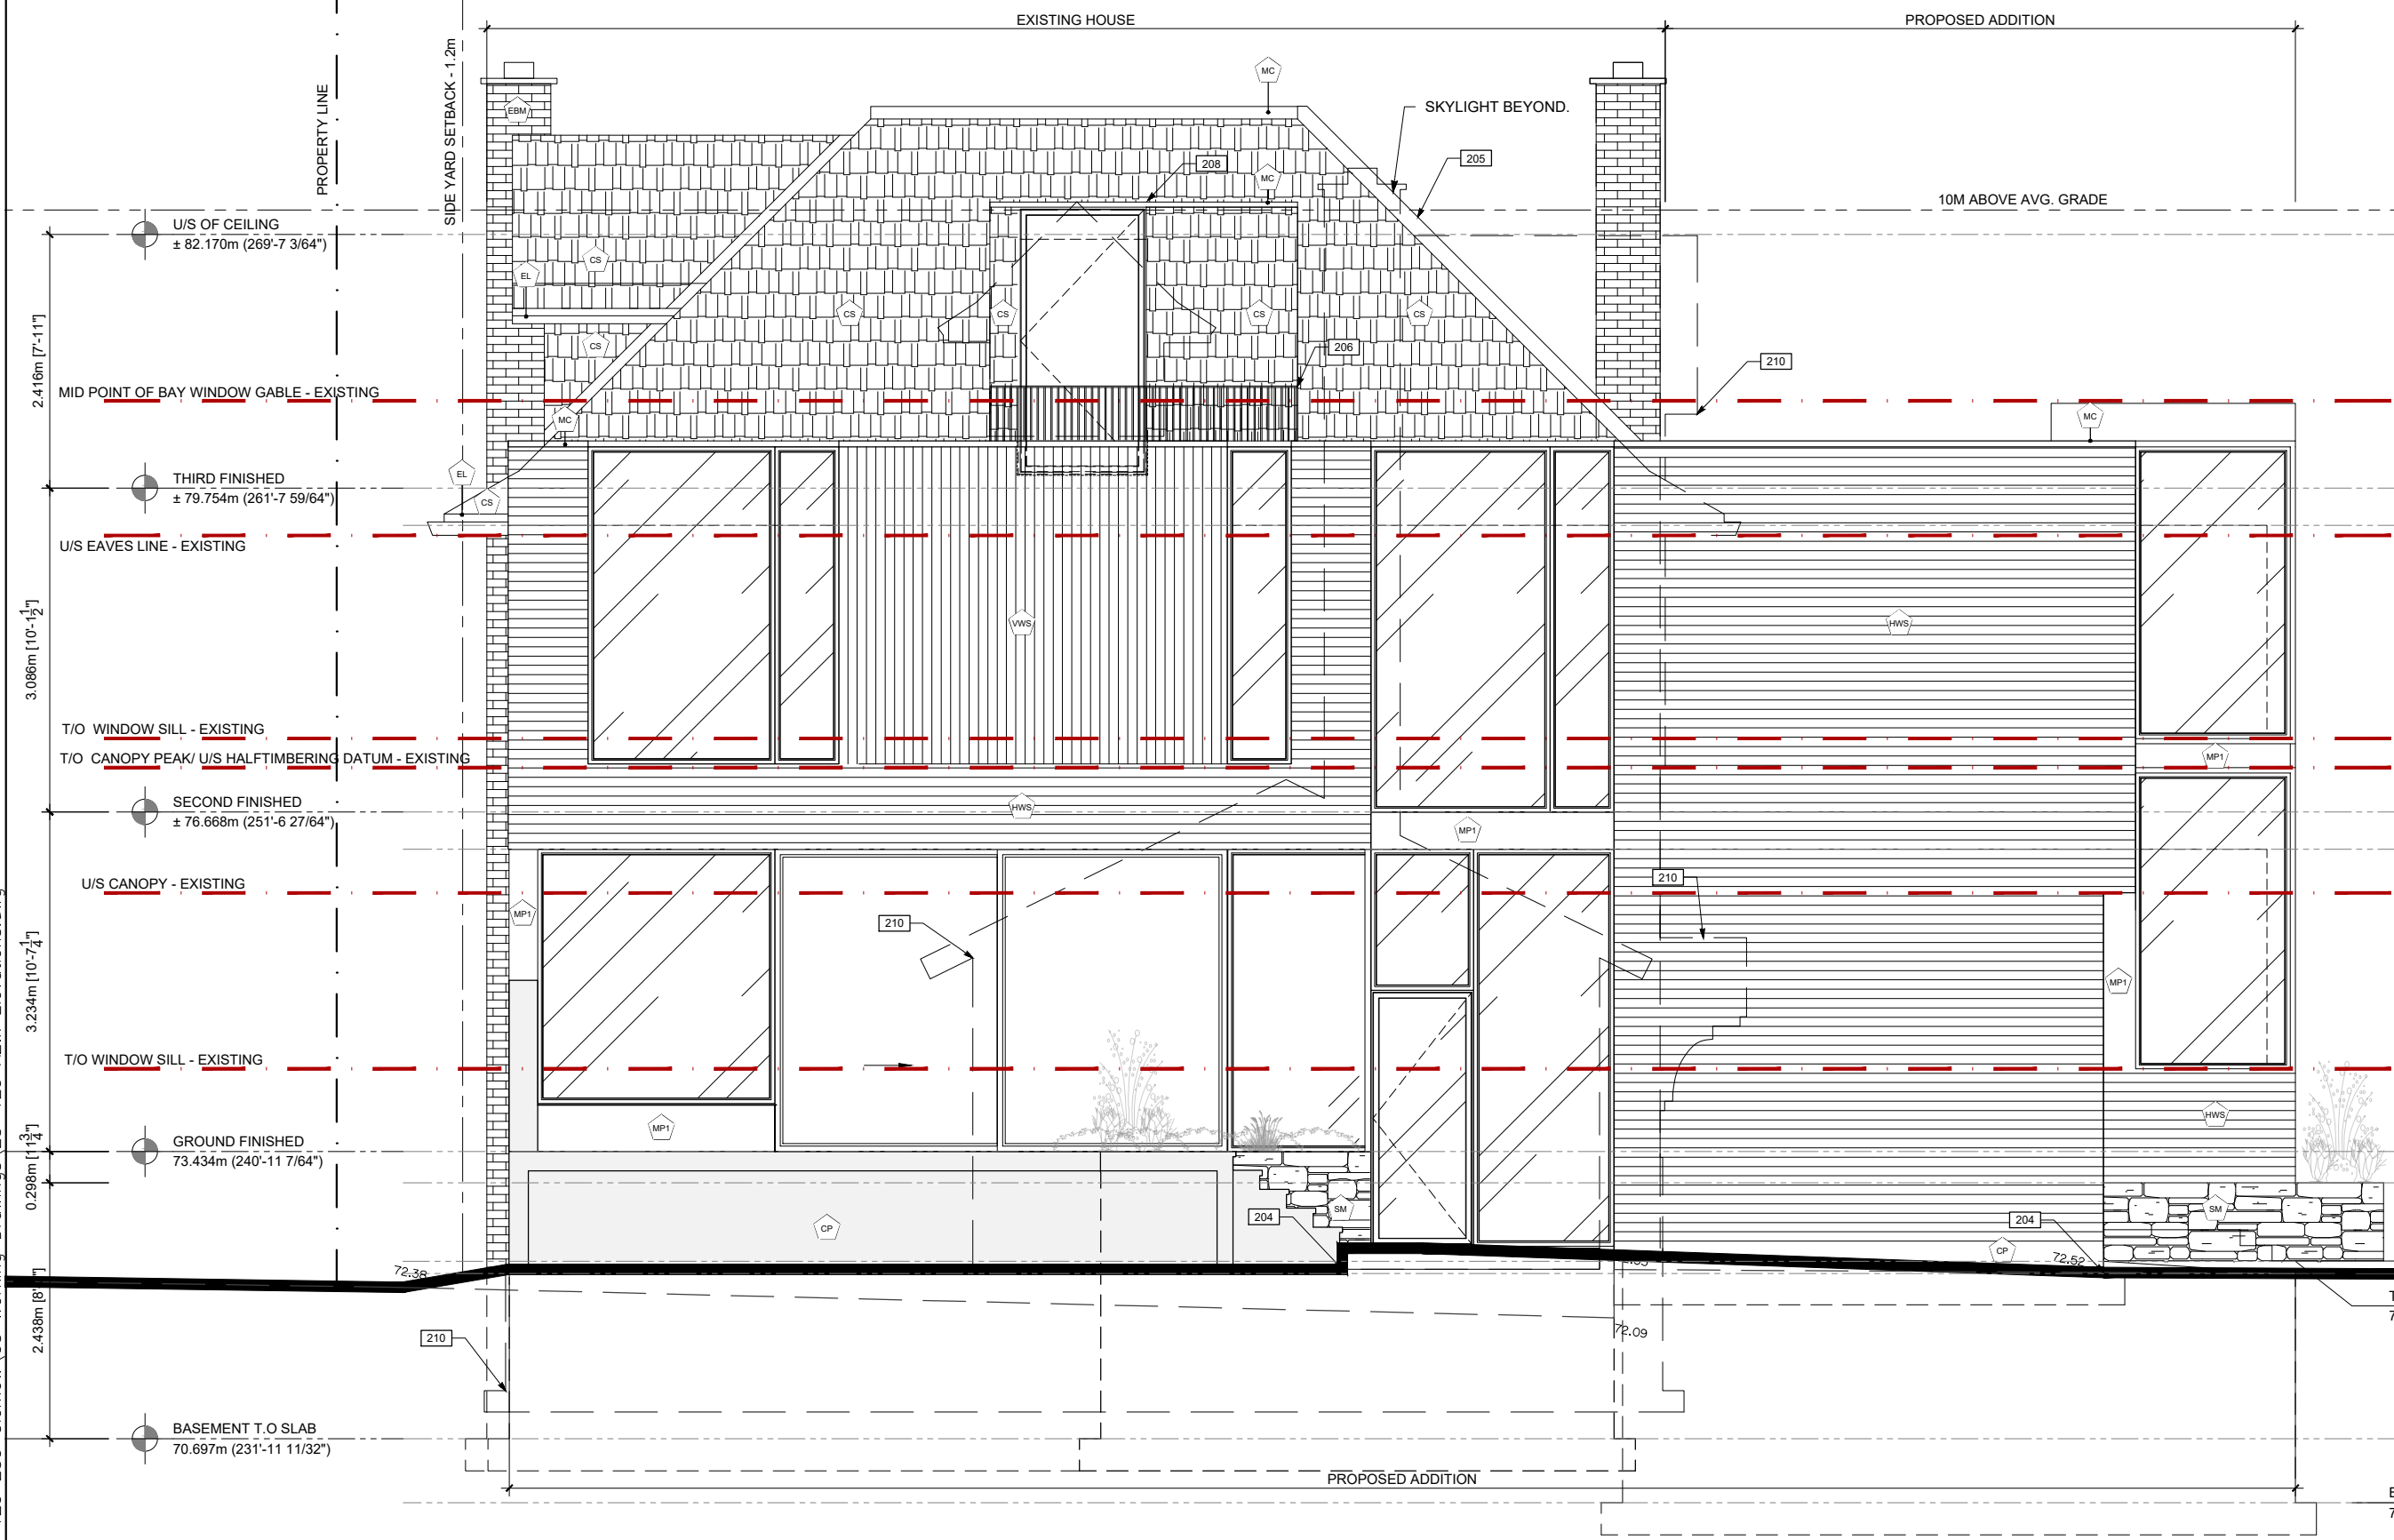 EXISTING HOUSE
PROPOSED ADDITION
PROPERTY LINE
SIDE YARD SETBACK - 1.2m
MC
EBM
SKYLIGHT BEYOND.
205
208
MC
10M ABOVE AVG. GRADE
U/S OF CEILING
± 82.170m (269'-7 3/64")
CS
EL
CS
CS
CS
CS
CS
206
210
2.416m [7'-11"]
MID POINT OF BAY WINDOW GABLE - EXISTING
MC
MC
EL
THIRD FINISHED
± 79.754m (261'-7 59/64")
CS
U/S EAVES LINE - EXISTING
3.086m [10'-1 1/2"]
VWS
HWS
T/O WINDOW SILL - EXISTING
T/O CANOPY PEAK/ U/S HALFTIMBERING DATUM - EXISTING
MP1
SECOND FINISHED
± 76.668m (251'-6 27/64")
HWS
MP1
U/S CANOPY - EXISTING
210
MP1
210
3.234m [10'-7 1/4"]
MP1
T/O WINDOW SILL - EXISTING
MP1
HWS
GROUND FINISHED
73.434m (240'-11 7/64")
0.298m [11 3/4"]
SM
SM
204
204
CP
CP
72.38
72.52
2.438m
72.09
210
BASEMENT T.O SLAB
70.697m (231'-11 11/32")
PROPOSED ADDITION